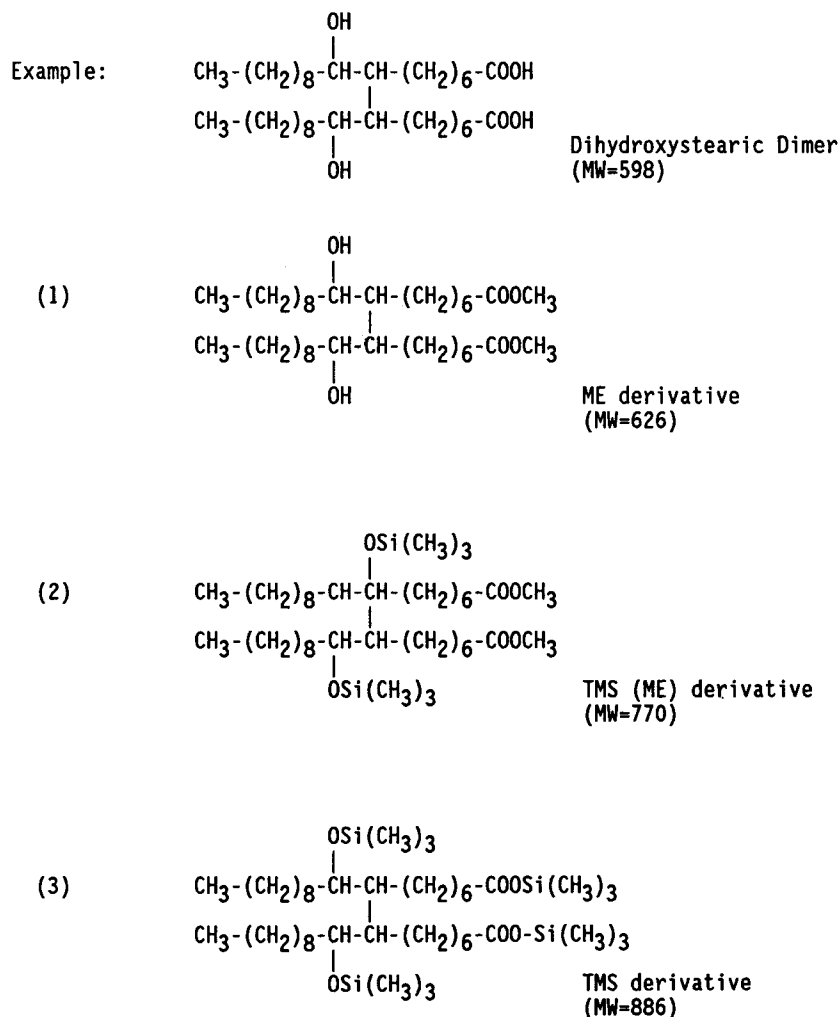 OH
|
Example: CH₃-(CH₂)₈-CH-CH-(CH₂)₆-COOH
|
CH₃-(CH₂)₈-CH-CH-(CH₂)₆-COOH
|
OH
Dihydroxystearic Dimer
(MW=598)
OH
|
(1) CH₃-(CH₂)₈-CH-CH-(CH₂)₆-COOCH₃
|
CH₃-(CH₂)₈-CH-CH-(CH₂)₆-COOCH₃
|
OH
ME derivative
(MW=626)
OSi(CH₃)₃
|
(2) CH₃-(CH₂)₈-CH-CH-(CH₂)₆-COOCH₃
|
CH₃-(CH₂)₈-CH-CH-(CH₂)₆-COOCH₃
|
OSi(CH₃)₃
TMS (ME) derivative
(MW=770)
OSi(CH₃)₃
|
(3) CH₃-(CH₂)₈-CH-CH-(CH₂)₆-COOSi(CH₃)₃
|
CH₃-(CH₂)₈-CH-CH-(CH₂)₆-COO-Si(CH₃)₃
|
OSi(CH₃)₃
TMS derivative
(MW=886)